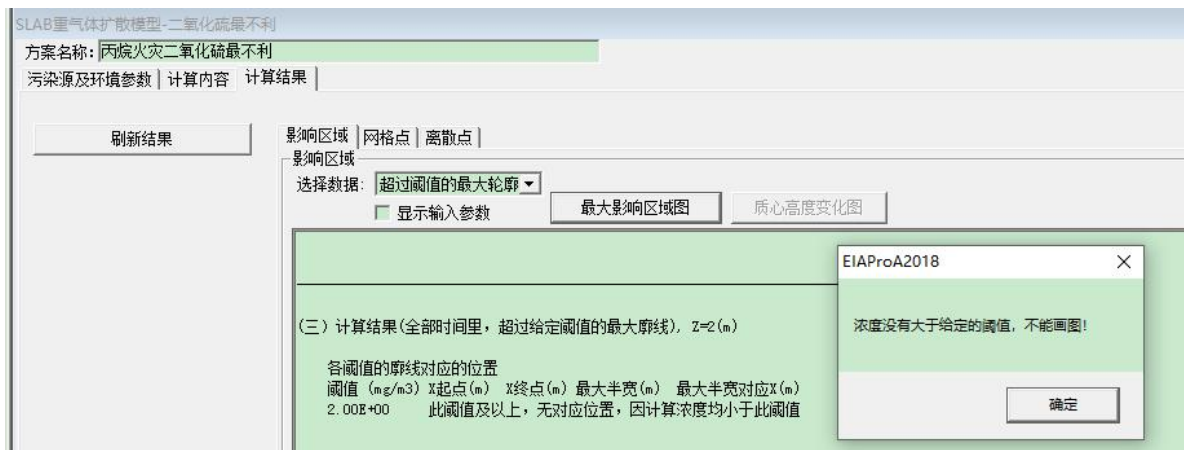 SLAB重气体扩散模型-二氧化硫最不利
方案名称: 丙烷火灾二氧化硫最不利
污染源及环境参数 计算内容 计算结果
刷新结果
影响区域 网格点 离散点
影响区域
选择数据: 超过阈值的最大轮廓
显示输入参数 最大影响区域图 质心高度变化图
EIAProA2018
浓度没有大于给定的阈值, 不能画图!
确定
(三) 计算结果(全部时间里, 超过给定阈值的最大廓线), Z=2(m)
各阈值的廓线对应的位置
阈值 (mg/m3) X起点(m) X终点(m) 最大半宽(m) 最大半宽对应X(m)
2.00E+00 此阈值及以上, 无对应位置, 因计算浓度均小于此阈值